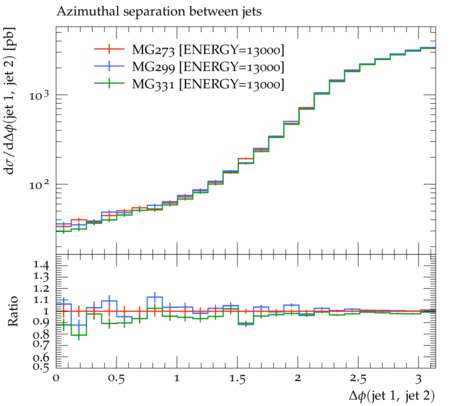 Azimuthal separation between jets
dσ/dΔϕ(jet 1, jet 2) [pb]
MG273 [ENERGY=13000]
MG299 [ENERGY=13000]
MG331 [ENERGY=13000]
10³
10²
Ratio
1.4
1.3
1.2
1.1
1
0.9
0.8
0.7
0.6
0.5
0 0.5 1 1.5 2 2.5 3
Δϕ(jet 1, jet 2)